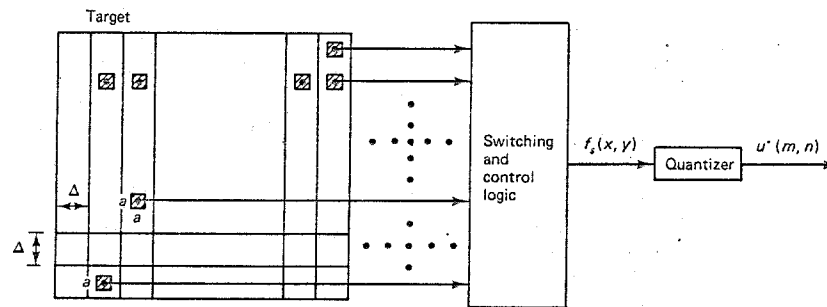 Target
Δ
a
a
Δ
a
Switching
and
control
logic
f_s(x, y)
Quantizer
u˙(m, n)